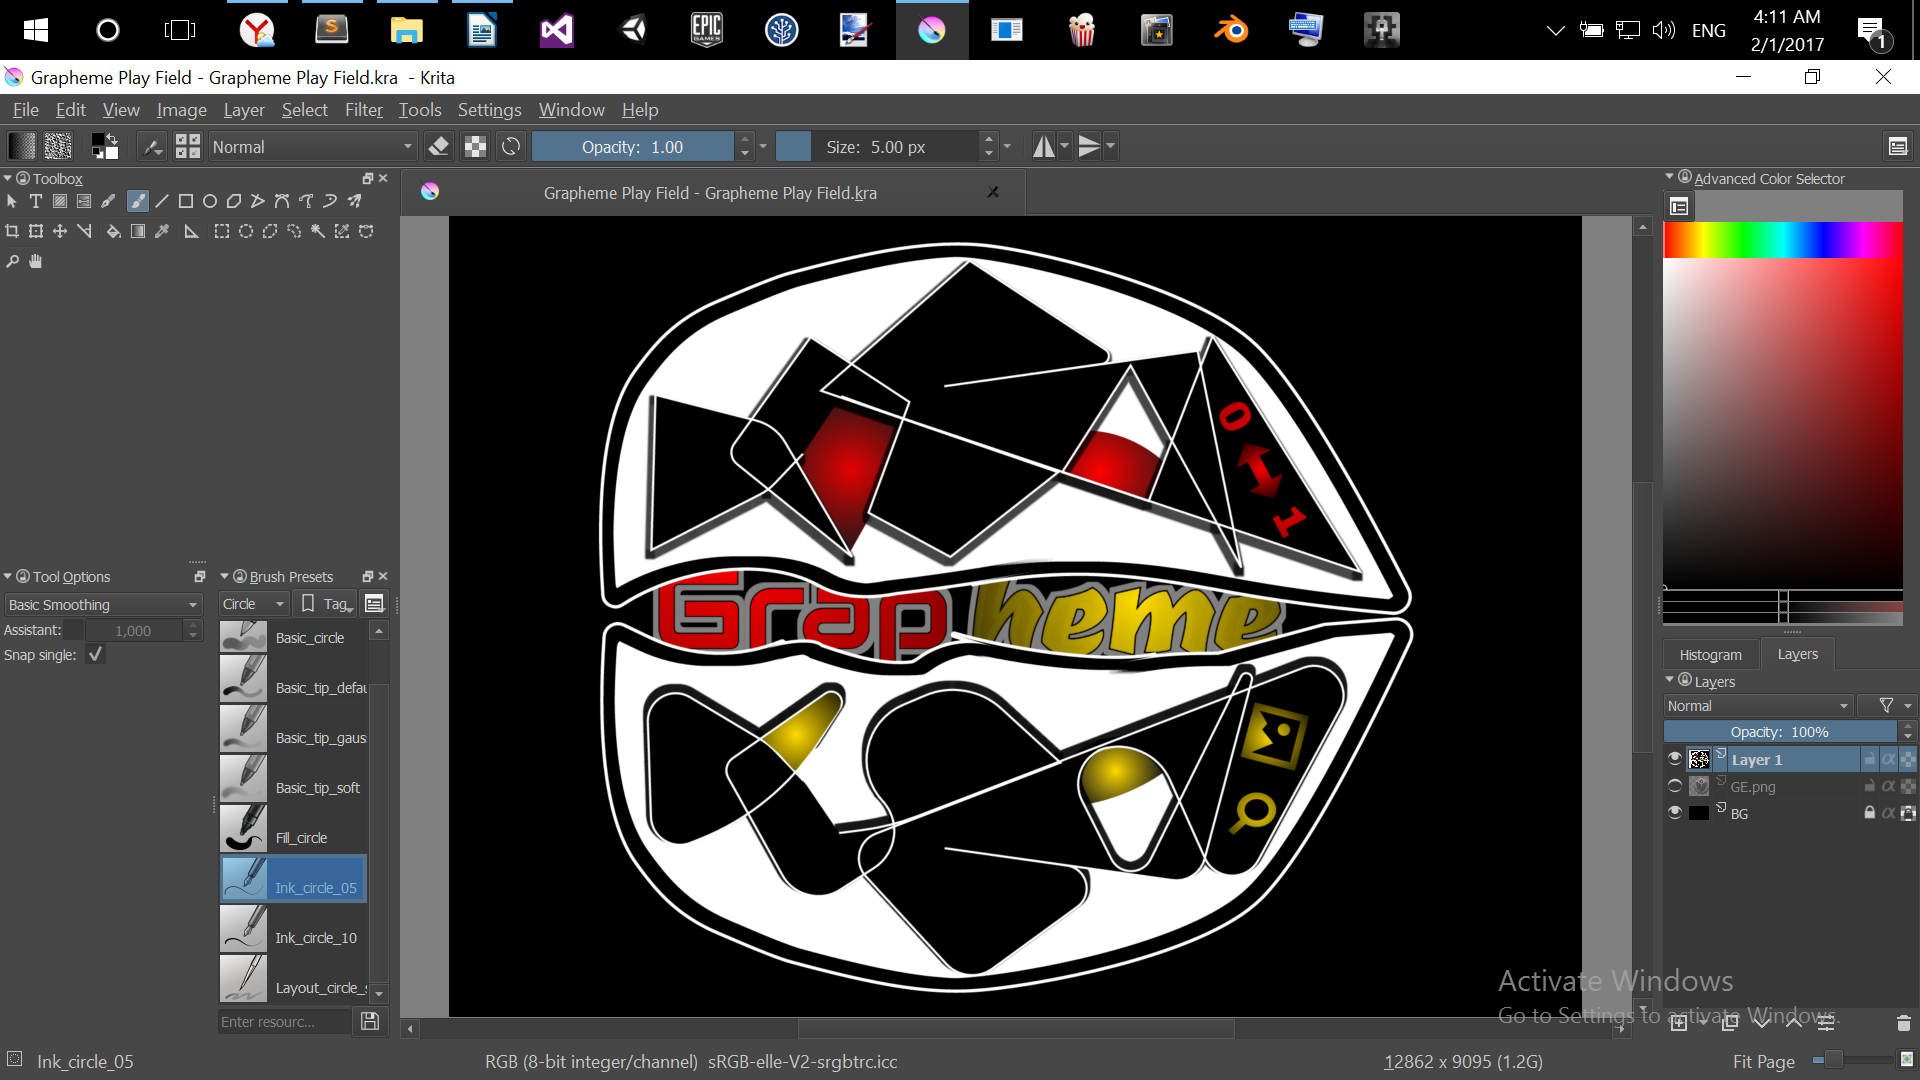 EPIC
GAMES
ENG
4:11 AM
2/1/2017
1
Grapheme Play Field - Grapheme Play Field.kra - Krita
File Edit View Image Layer Select Filter Tools Settings Window Help
Normal
Opacity: 1.00
Size: 5.00 px
Toolbox
Grapheme Play Field - Grapheme Play Field.kra
Advanced Color Selector
0
1
Grapheme
Tool Options
Basic Smoothing
Assistant: 1,000
Snap single:
Brush Presets
Circle
Tag
Basic_circle
Basic_tip_defau
Basic_tip_gaus
Basic_tip_soft
Fill_circle
Ink_circle_05
Ink_circle_10
Layout_circle_s
Enter resourc...
Histogram Layers
Layers
Normal
Opacity: 100%
Layer 1
GE.png
BG
Activate Windows
Go to Settings to activate Windows.
Ink_circle_05
RGB (8-bit integer/channel) sRGB-elle-V2-srgbtrc.icc
12862 x 9095 (1.2G)
Fit Page